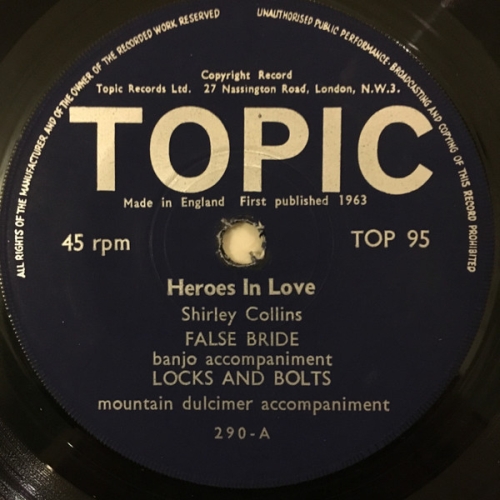 ALL RIGHTS OF THE MANUFACTURER AND OF THE OWNER OF THE RECORDED WORK RESERVED
UNAUTHORISED PUBLIC PERFORMANCE · BROADCASTING AND COPYING OF THIS RECORD PROHIBITED
Copyright Record
Topic Records Ltd. 27 Nassington Road, London, N.W.3.
TOPIC
Made in England First published 1963
45 rpm
TOP 95
Heroes In Love
Shirley Collins
FALSE BRIDE
banjo accompaniment
LOCKS AND BOLTS
mountain dulcimer accompaniment
290-A